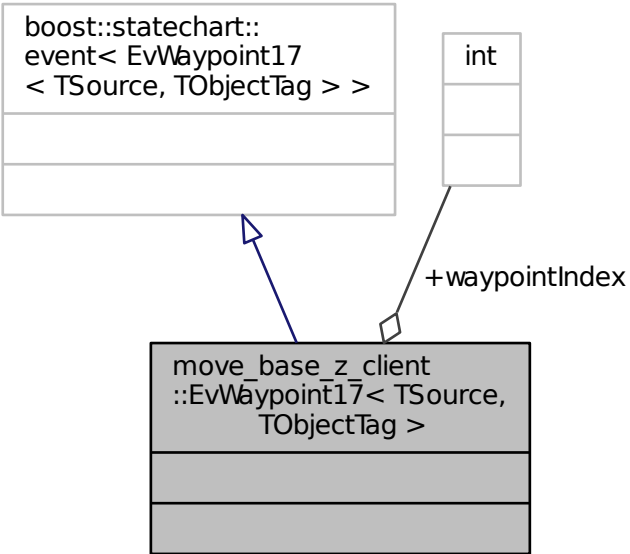 boost::statechart::
event< EvWaypoint17
< TSource, TObjectTag > >
int
+waypointIndex
move_base_z_client
::EvWaypoint17< TSource,
TObjectTag >